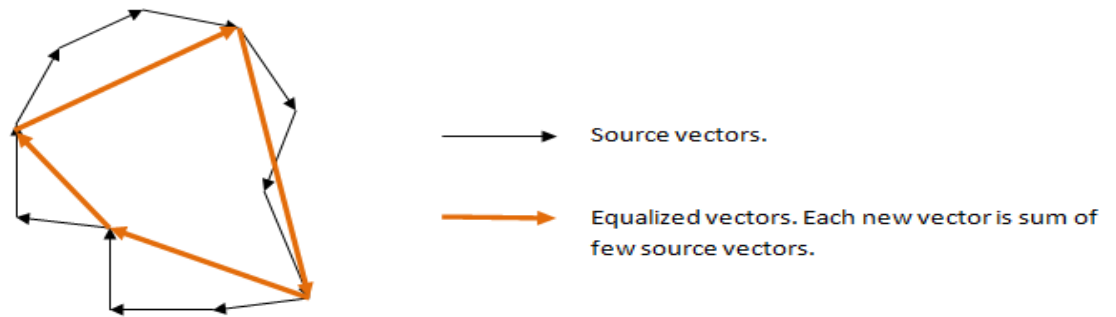 Source vectors.
Equalized vectors. Each new vector is sum of
few source vectors.